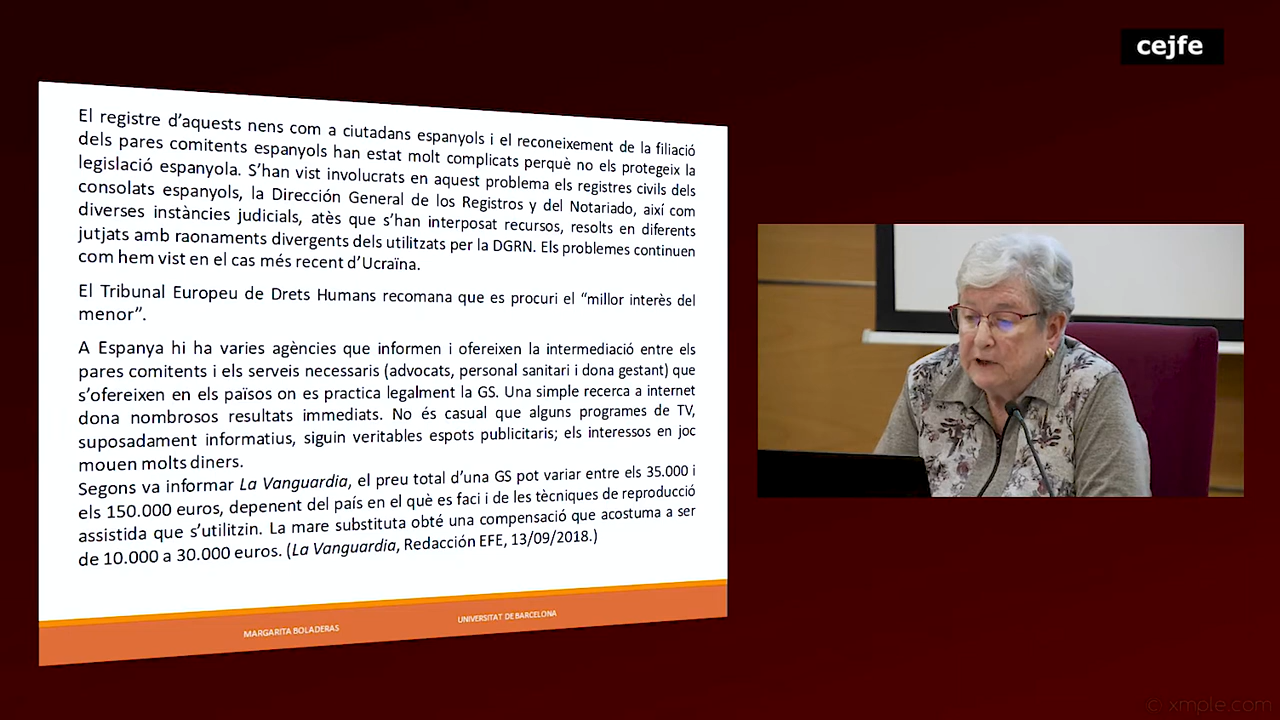 cejfe
El registre d'aquests nens com a ciutadans espanyols i el reconeixement de la filiació
dels pares comitents espanyols han estat molt complicats perquè no els protegeix la
legislació espanyola. S'han vist involucrats en aquest problema els registres civils dels
consolats espanyols, la Dirección General de los Registros y del Notariado, així com
diverses instàncies judicials, atès que s'han interposat recursos, resolts en diferents
jutjats amb raonaments divergents dels utilitzats per la DGRN. Els problemes continuen
com hem vist en el cas més recent d'Ucraïna.
El Tribunal Europeu de Drets Humans recomana que es procuri el "millor interès del
menor".
A Espanya hi ha varies agències que informen i ofereixen la intermediació entre els
pares comitents i els serveis necessaris (advocats, personal sanitari i dona gestant) que
s'ofereixen en els països on es practica legalment la GS. Una simple recerca a internet
dona nombrosos resultats immediats. No és casual que alguns programes de TV,
suposadament informatius, siguin veritables espots publicitaris; els interessos en joc
mouen molts diners.
Segons va informar La Vanguardia, el preu total d'una GS pot variar entre els 35.000 i
els 150.000 euros, depenent del país en el què es faci i de les tècniques de reproducció
assistida que s'utilitzin. La mare substituta obté una compensació que acostuma a ser
de 10.000 a 30.000 euros. (La Vanguardia, Redacción EFE, 13/09/2018.)
MARGARITA BOLADERAS
UNIVERSITAT DE BARCELONA
© xmple.com